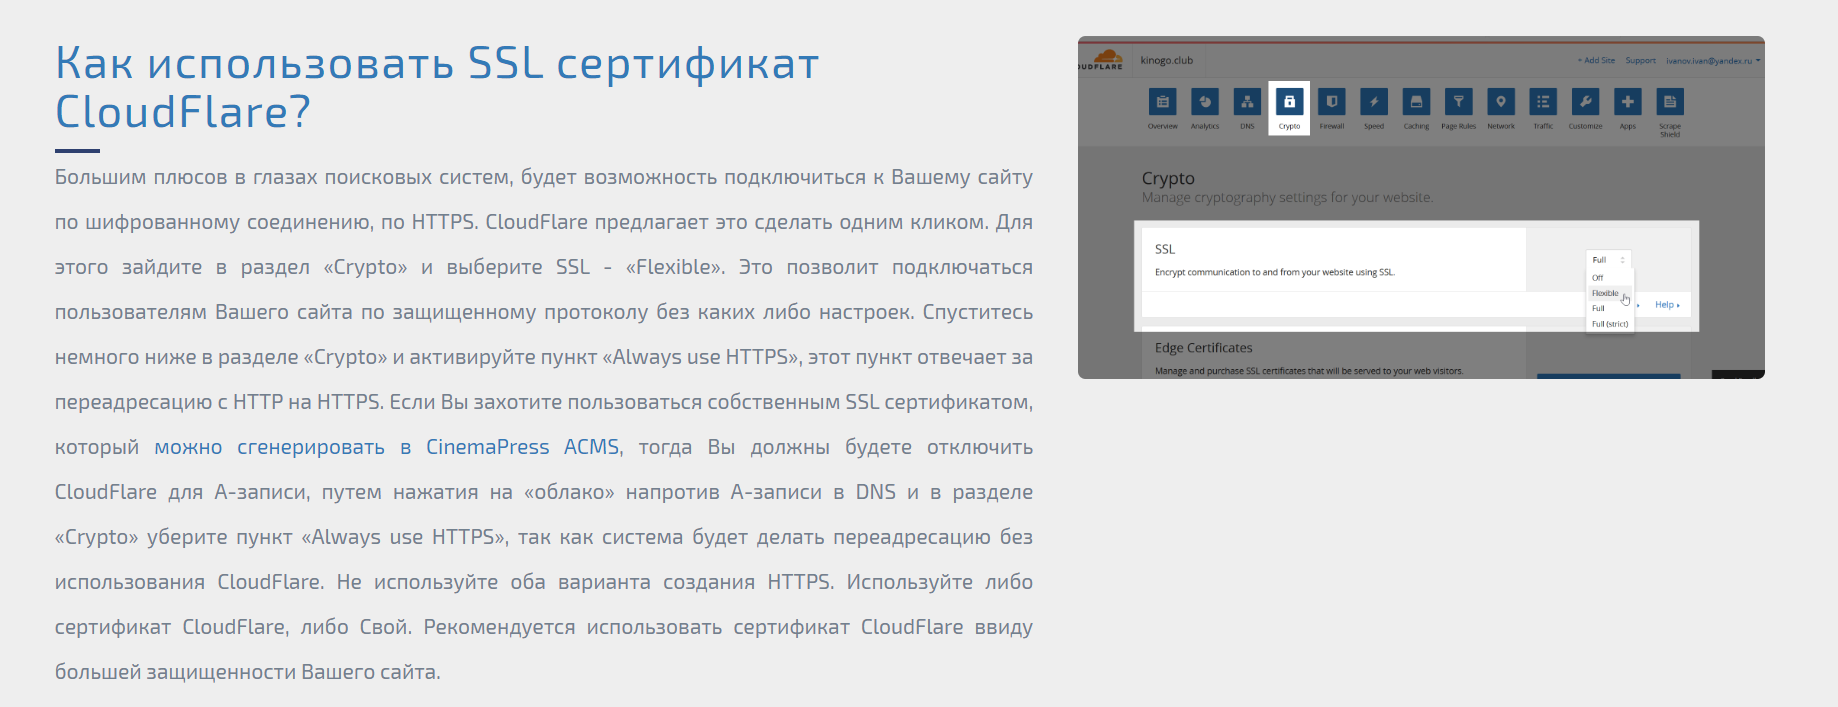 Как использовать SSL сертификат
CloudFlare?
Большим плюсов в глазах поисковых систем, будет возможность подключиться к Вашему сайту
по шифрованному соединению, по HTTPS. CloudFlare предлагает это сделать одним кликом. Для
этого зайдите в раздел «Crypto» и выберите SSL - «Flexible». Это позволит подключаться
пользователям Вашего сайта по защищенному протоколу без каких либо настроек. Спуститесь
немного ниже в разделе «Crypto» и активируйте пункт «Always use HTTPS», этот пункт отвечает за
переадресацию с HTTP на HTTPS. Если Вы захотите пользоваться собственным SSL сертификатом,
который можно сгенерировать в CinemaPress ACMS, тогда Вы должны будете отключить
CloudFlare для А-записи, путем нажатия на «облако» напротив А-записи в DNS и в разделе
«Crypto» уберите пункт «Always use HTTPS», так как система будет делать переадресацию без
использования CloudFlare. Не используйте оба варианта создания HTTPS. Используйте либо
сертификат CloudFlare, либо Свой. Рекомендуется использовать сертификат CloudFlare ввиду
большей защищенности Вашего сайта.
OUDFLARE kinogo.club + Add Site Support ivanov.ivan@yandex.ru
Overview Analytics DNS Crypto Firewall Speed Caching Page Rules Network Traffic Customize Apps Scrape
Shield
Crypto
Manage cryptography settings for your website.
SSL
Encrypt communication to and from your website using SSL.
Full
Off
Flexible
Full
Full (strict)
Help
Edge Certificates
Manage and purchase SSL certificates that will be served to your web visitors.